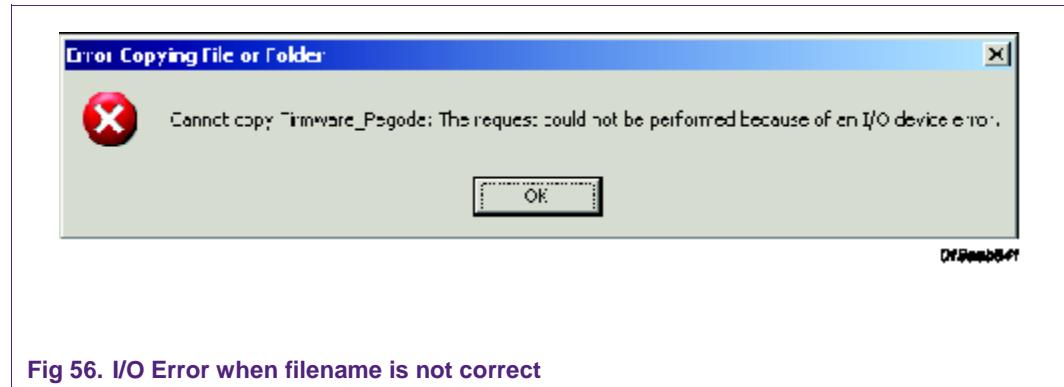 Error Copying File or Folder
Cannot copy Firmware_Pegoda: The request could not be performed because of an I/O device error.
OK
Fig 56. I/O Error when filename is not correct